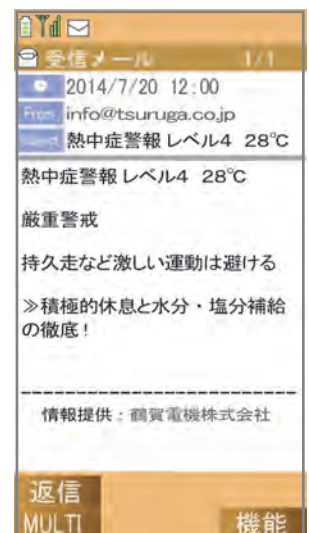 受信メール 1/1
2014/7/20 12:00
From info@tsuruga.co.jp
熱中症警報 レベル4 28℃
熱中症警報 レベル4 28℃
厳重警戒
持久走など激しい運動は避ける
≫積極的休息と水分・塩分補給
の徹底！
情報提供：鶴賀電機株式会社
返信
MULTI 機能